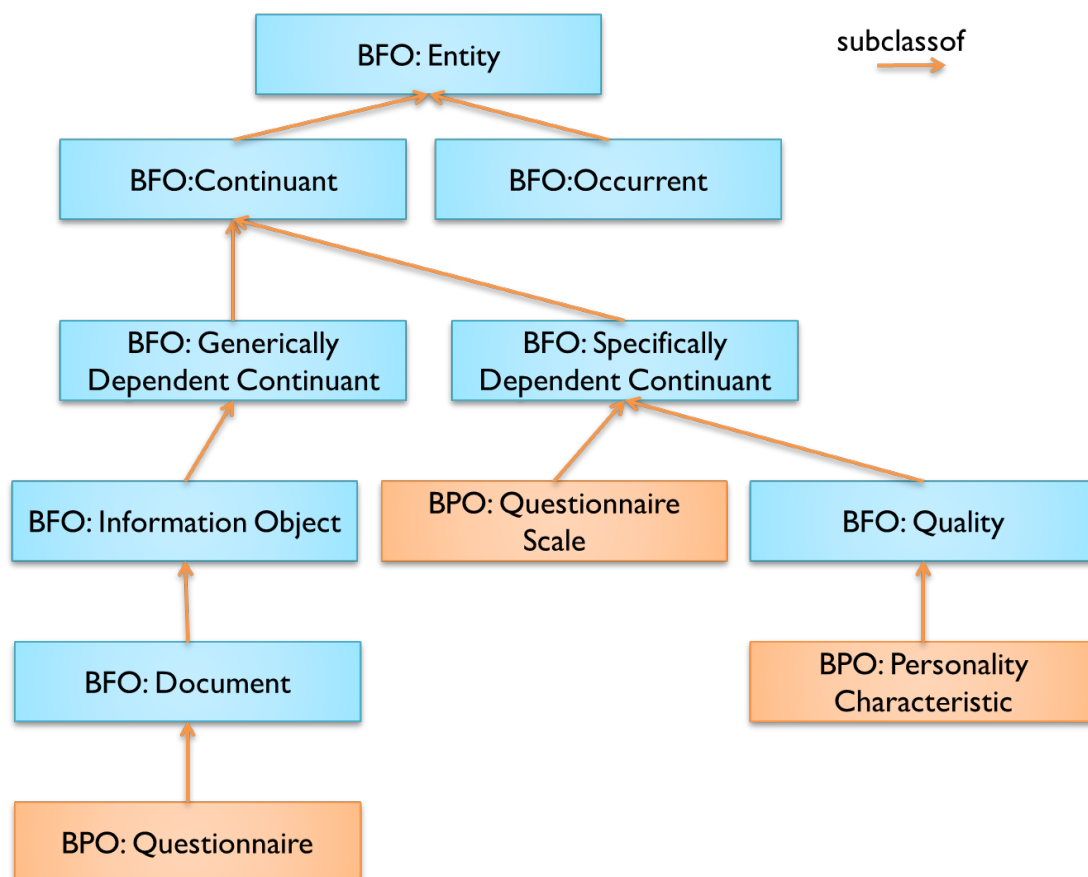 BFO: Entity
subclassof
BFO:Continuant
BFO:Occurrent
BFO: Generically
Dependent Continuant
BFO: Specifically
Dependent Continuant
BFO: Information Object
BPO: Questionnaire
Scale
BFO: Quality
BFO: Document
BPO: Personality
Characteristic
BPO: Questionnaire